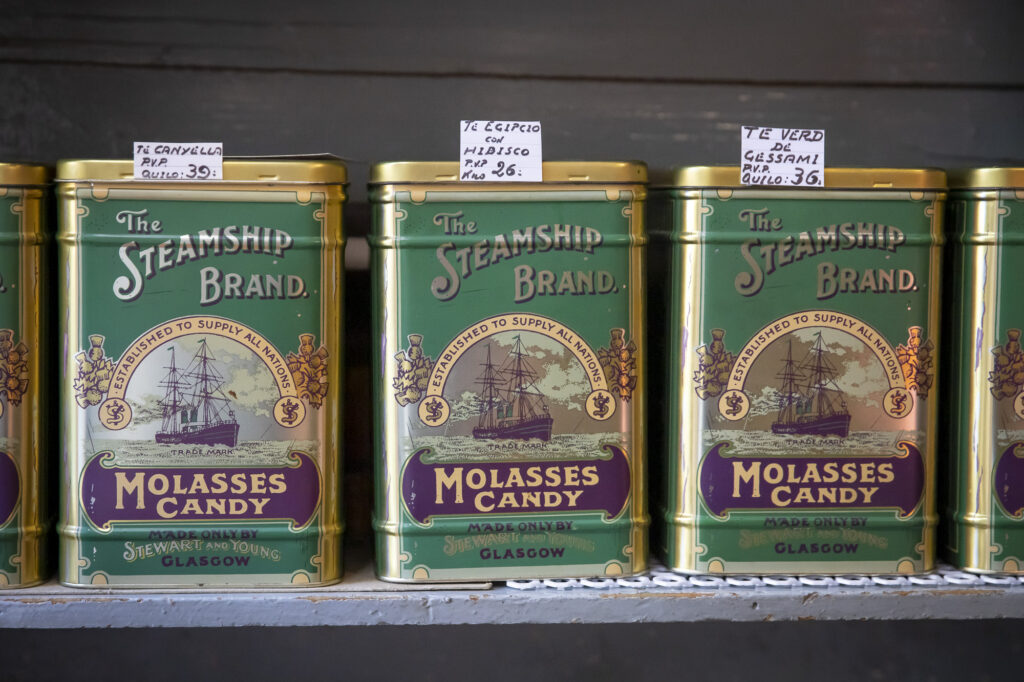 TE CANYELLA
P.V.P.
QUILO: 39.-
The
STEAMSHIP
BRAND.
ESTABLISHED TO SUPPLY ALL NATIONS
TRADE MARK
MOLASSES
CANDY
MADE ONLY BY
STEWART AND YOUNG
GLASGOW
TE EGIPCIO
con
HIBISCO
P.V.P
KILO 26.-
The
STEAMSHIP
BRAND.
ESTABLISHED TO SUPPLY ALL NATIONS
TRADE MARK
MOLASSES
CANDY
MADE ONLY BY
STEWART AND YOUNG
GLASGOW
TE VERD
DE
GESSAMI
P.V.P.
QUILO: 36.-
The
STEAMSHIP
BRAND.
ESTABLISHED TO SUPPLY ALL NATIONS
TRADE MARK
MOLASSES
CANDY
MADE ONLY BY
STEWART AND YOUNG
GLASGOW